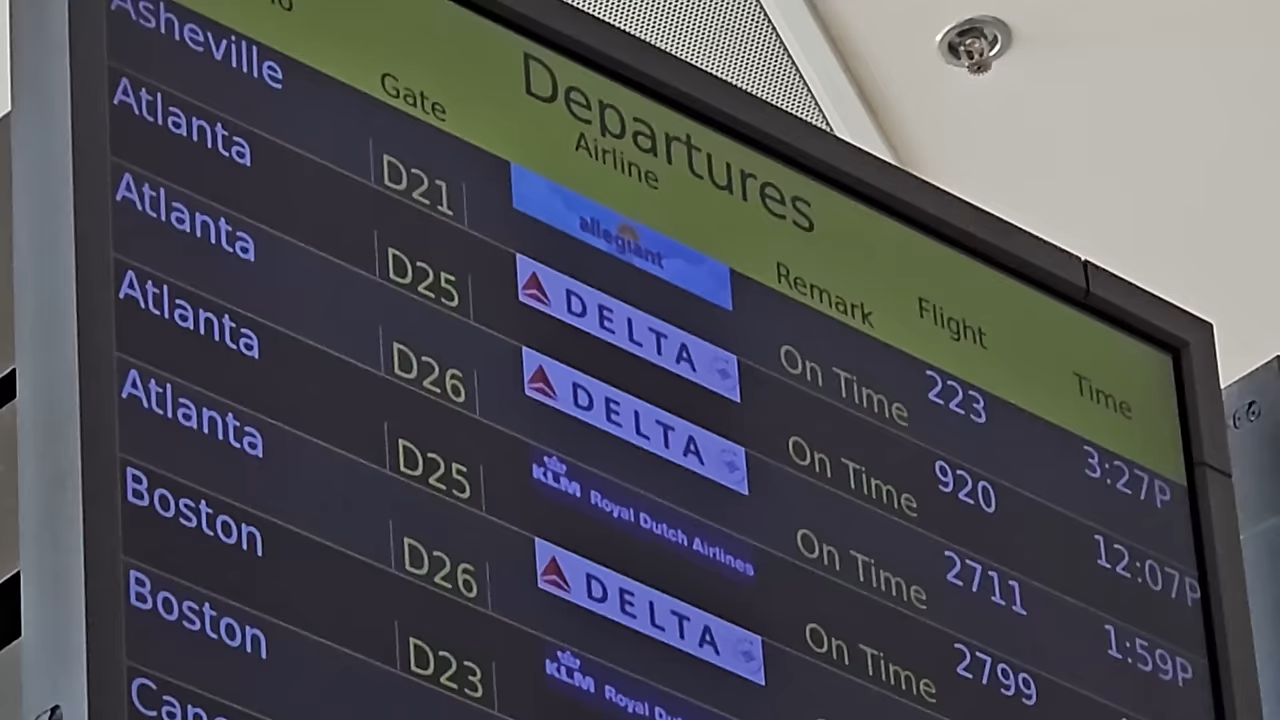 Departures
Gate Airline Remark Flight Time
Asheville D21 allegiant On Time 223 3:27P
Atlanta D25 DELTA On Time 920 12:07P
Atlanta D26 DELTA On Time 2711 1:59P
Atlanta D25 KLM Royal Dutch Airlines On Time 2799
Atlanta D26 DELTA
Boston D23 KLM Royal
Boston